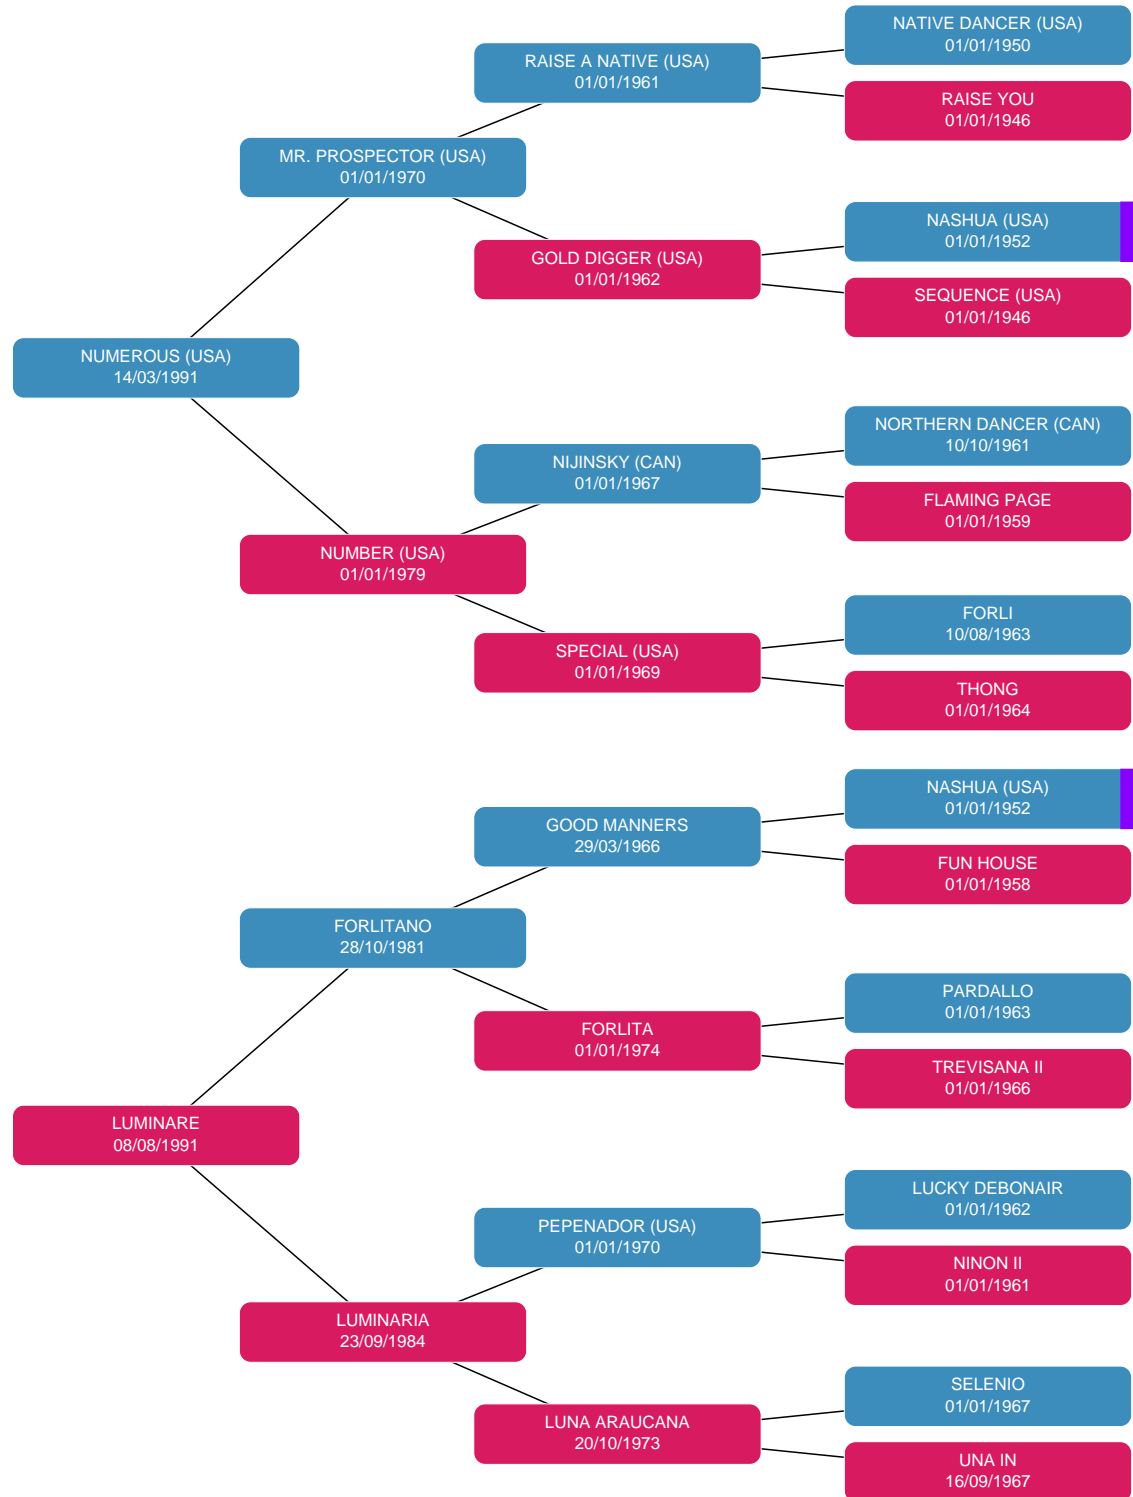 NATIVE DANCER (USA)
01/01/1950
RAISE A NATIVE (USA)
01/01/1961
RAISE YOU
01/01/1946
MR. PROSPECTOR (USA)
01/01/1970
NASHUA (USA)
01/01/1952
GOLD DIGGER (USA)
01/01/1962
SEQUENCE (USA)
01/01/1946
NUMEROUS (USA)
14/03/1991
NORTHERN DANCER (CAN)
10/10/1961
NIJINSKY (CAN)
01/01/1967
FLAMING PAGE
01/01/1959
NUMBER (USA)
01/01/1979
FORLI
10/08/1963
SPECIAL (USA)
01/01/1969
THONG
01/01/1964
NASHUA (USA)
01/01/1952
GOOD MANNERS
29/03/1966
FUN HOUSE
01/01/1958
FORLITANO
28/10/1981
PARDALLO
01/01/1963
FORLITA
01/01/1974
TREVISANA II
01/01/1966
LUMINARE
08/08/1991
LUCKY DEBONAIR
01/01/1962
PEPENADOR (USA)
01/01/1970
NINON II
01/01/1961
LUMINARIA
23/09/1984
SELENIO
01/01/1967
LUNA ARAUCANA
20/10/1973
UNA IN
16/09/1967